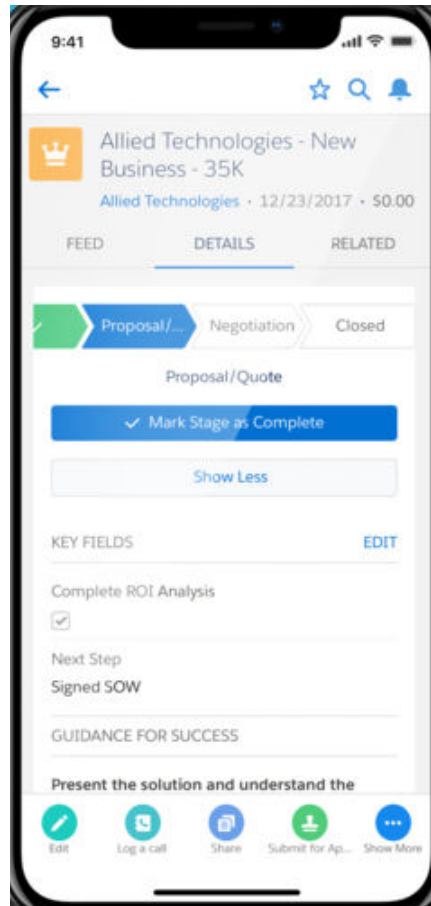 9:41
Allied Technologies - New
Business - 35K
Allied Technologies • 12/23/2017 • $0.00
FEED DETAILS RELATED
Proposal/... Negotiation Closed
Proposal/Quote
✓ Mark Stage as Complete
Show Less
KEY FIELDS EDIT
Complete ROI Analysis
Next Step
Signed SOW
GUIDANCE FOR SUCCESS
Present the solution and understand the
Edit Log a call Share Submit for Ap... Show More